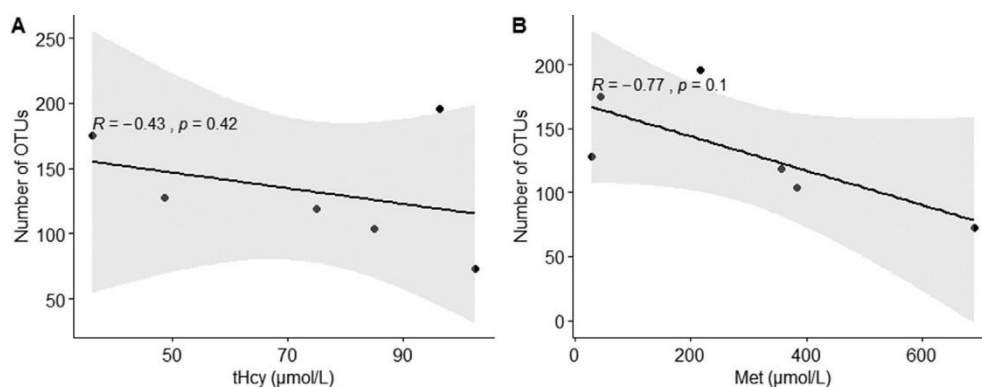 A
250
200
150
100
50
Number of OTUs
R = −0.43 , p = 0.42
50 70 90
tHcy (µmol/L)
B
200
150
100
50
0
Number of OTUs
R = −0.77 , p = 0.1
0 200 400 600
Met (µmol/L)